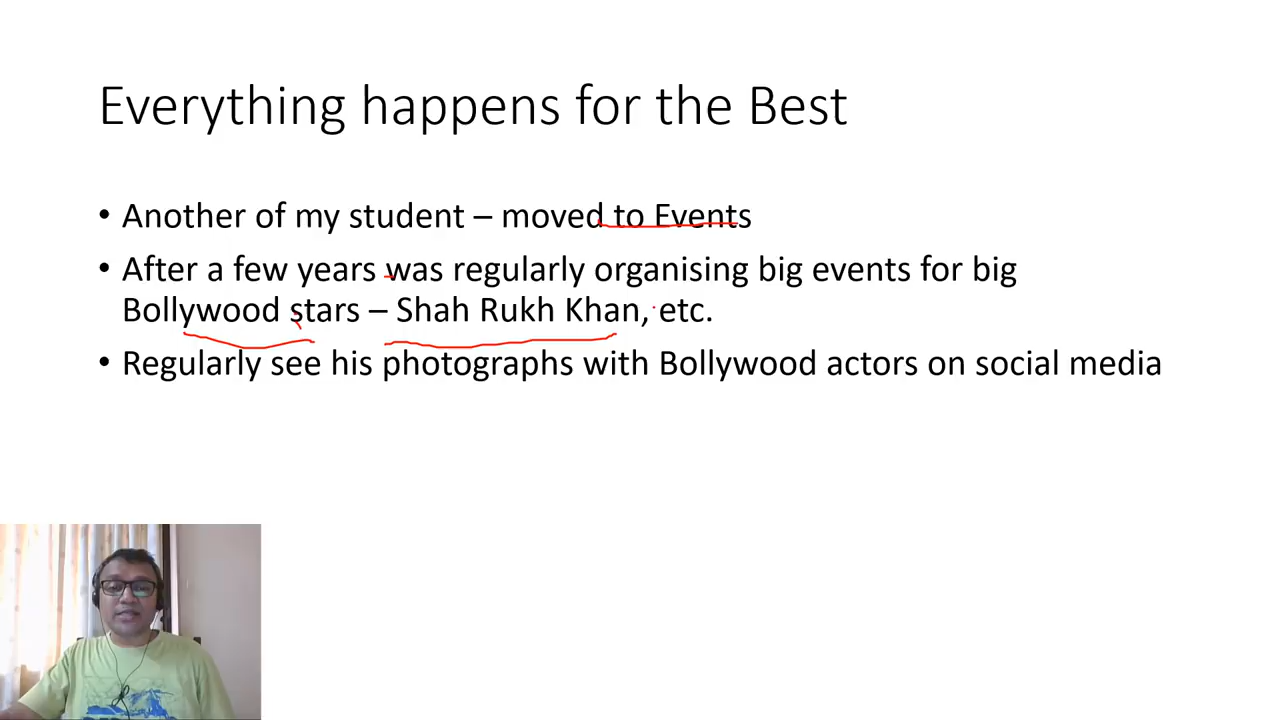 Everything happens for the Best
• Another of my student – moved to Events
• After a few years was regularly organising big events for big
Bollywood stars – Shah Rukh Khan, etc.
• Regularly see his photographs with Bollywood actors on social media